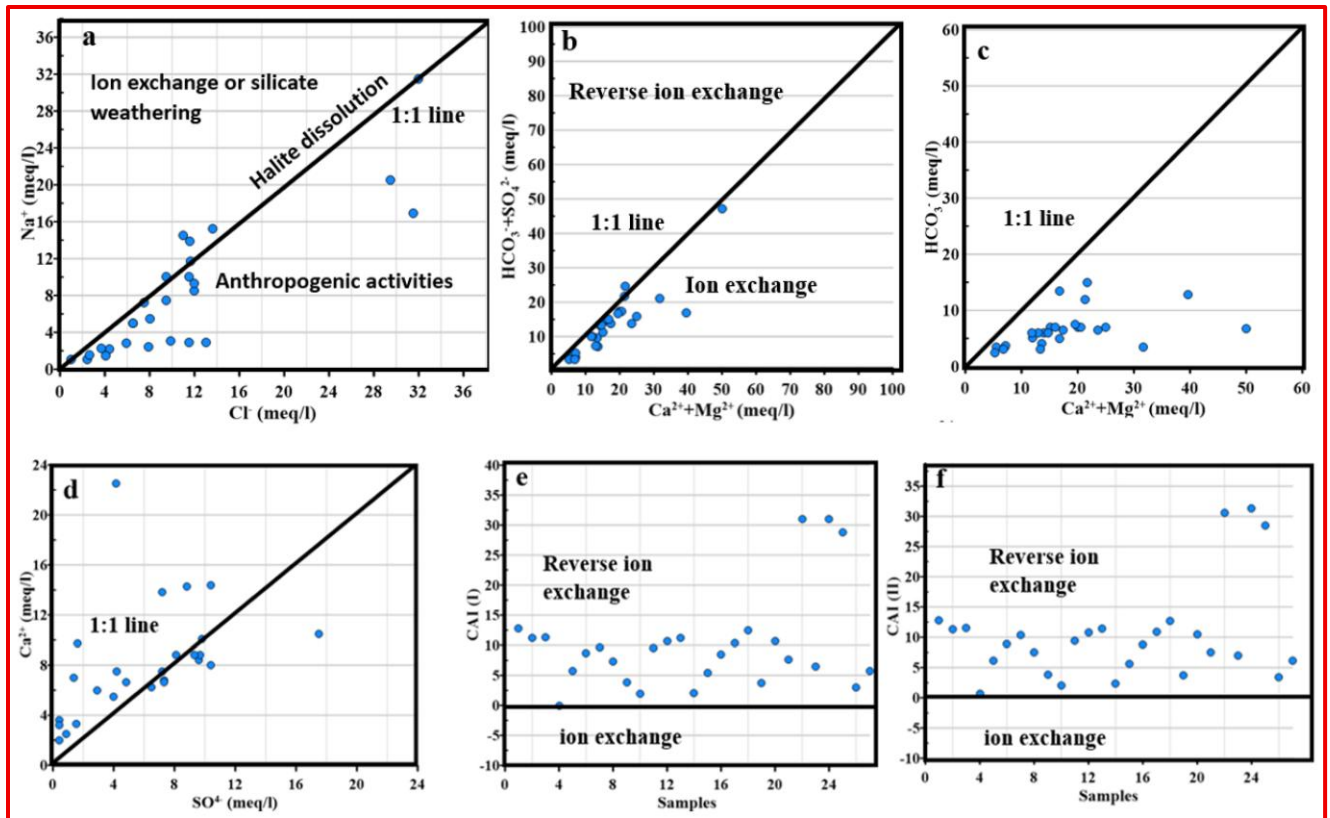 a
Ion exchange or silicate
weathering
Halite dissolution
1:1 line
Anthropogenic activities
Na⁺ (meq/l)
36
32
28
24
20
16
12
8
4
0
0 4 8 12 16 20 24 28 32 36
Cl⁻ (meq/l)
b
Reverse ion exchange
1:1 line
Ion exchange
HCO₃⁻+SO₄²⁻ (meq/l)
100
90
80
70
60
50
40
30
20
10
0 10 20 30 40 50 60 70 80 90 100
Ca²⁺+Mg²⁺ (meq/l)
c
1:1 line
HCO₃⁻ (meq/l)
60
50
40
30
20
10
0
0 10 20 30 40 50 60
Ca²⁺+Mg²⁺ (meq/l)
d
1:1 line
Ca²⁺ (meq/l)
24
20
16
12
8
4
0
0 4 8 12 16 20 24
SO⁴⁻ (meq/l)
e
Reverse ion
exchange
ion exchange
CAI (I)
40
35
30
25
20
15
10
5
0
-5
-10
0 4 8 12 16 20 24
Samples
f
Reverse ion
exchange
ion exchange
CAI (II)
35
30
25
20
15
10
5
0
-5
-10
0 4 8 12 16 20 24
Samples